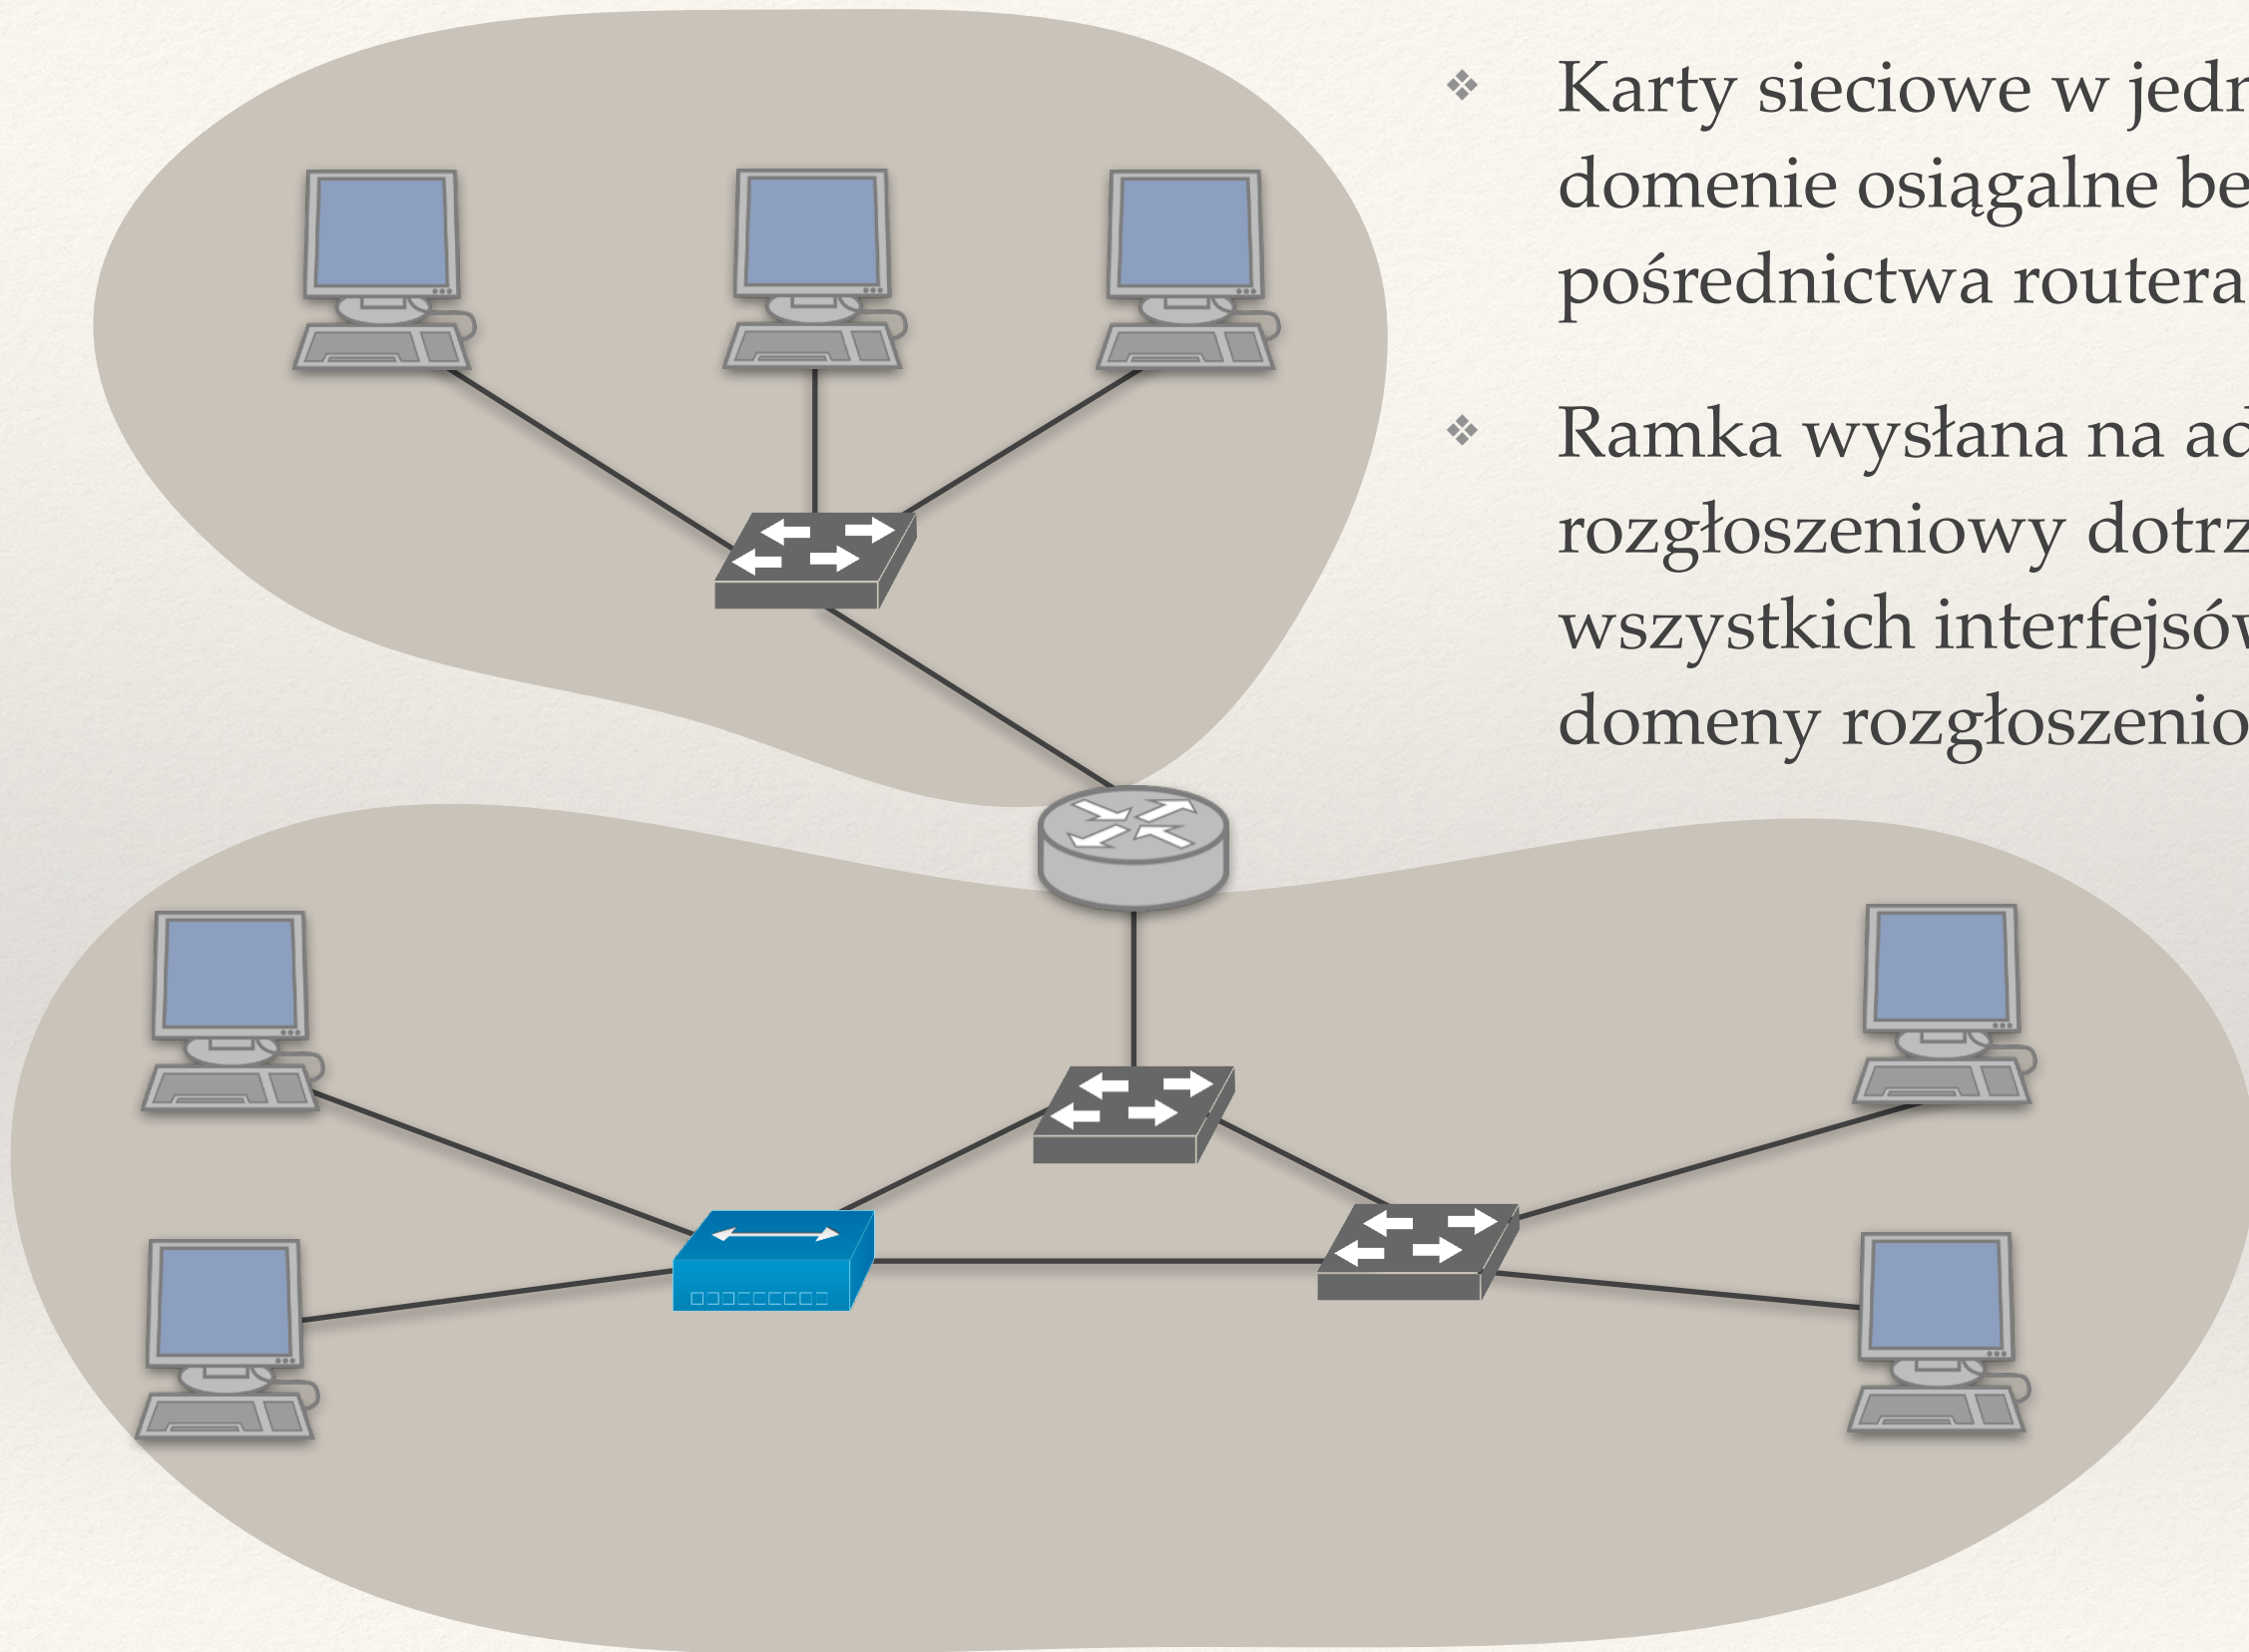 Karty sieciowe w jedn
domenie osiągalne be
pośrednictwa routera
Ramka wysłana na ad
rozgłoszeniowy dotrz
wszystkich interfejsów
domeny rozgłoszenio